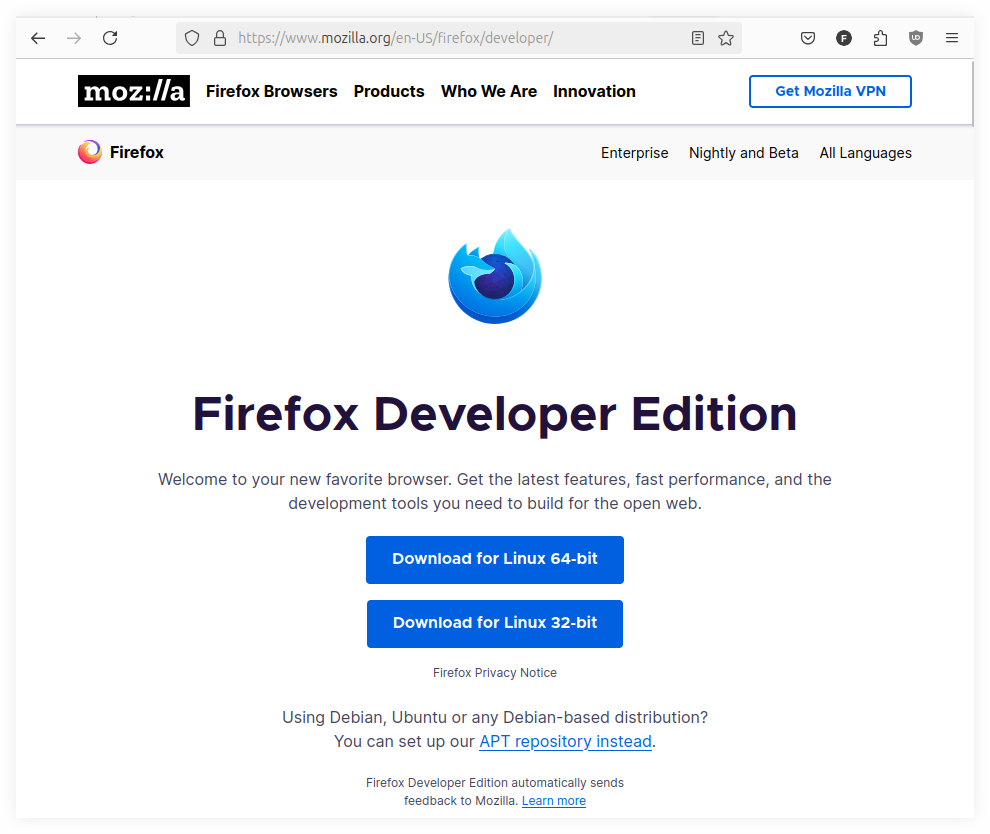 https://www.mozilla.org/en-US/firefox/developer/
moz://a Firefox Browsers Products Who We Are Innovation Get Mozilla VPN
Firefox Enterprise Nightly and Beta All Languages
Firefox Developer Edition
Welcome to your new favorite browser. Get the latest features, fast performance, and the
development tools you need to build for the open web.
Download for Linux 64-bit
Download for Linux 32-bit
Firefox Privacy Notice
Using Debian, Ubuntu or any Debian-based distribution?
You can set up our APT repository instead.
Firefox Developer Edition automatically sends
feedback to Mozilla. Learn more